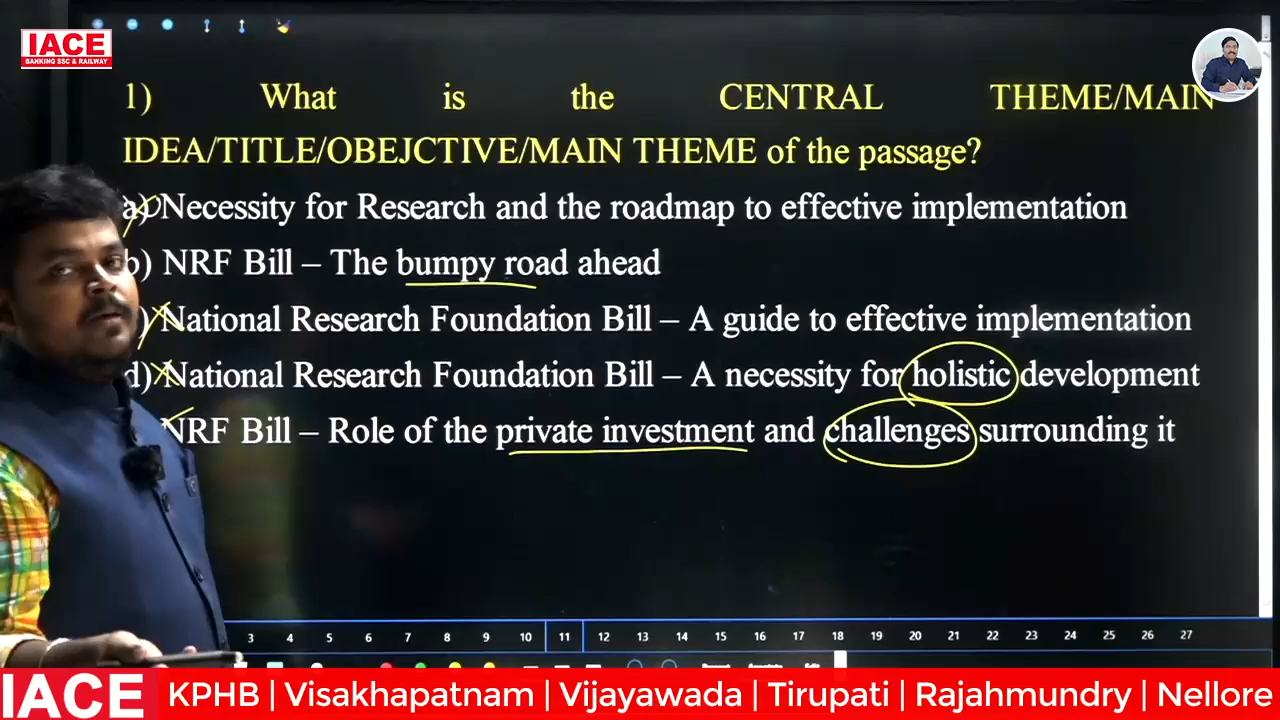 IACE
BANKING SSC & RAILWAY
1) What is the CENTRAL THEME/MAIN
IDEA/TITLE/OBEJCTIVE/MAIN THEME of the passage?
a) Necessity for Research and the roadmap to effective implementation
b) NRF Bill – The bumpy road ahead
) National Research Foundation Bill – A guide to effective implementation
d) National Research Foundation Bill – A necessity for holistic development
NRF Bill – Role of the private investment and challenges surrounding it
3 4 5 6 7 8 9 10 11 12 13 14 15 16 17 18 19 20 21 22 23 24 25 26 27
IACE KPHB | Visakhapatnam | Vijayawada | Tirupati | Rajahmundry | Nellore